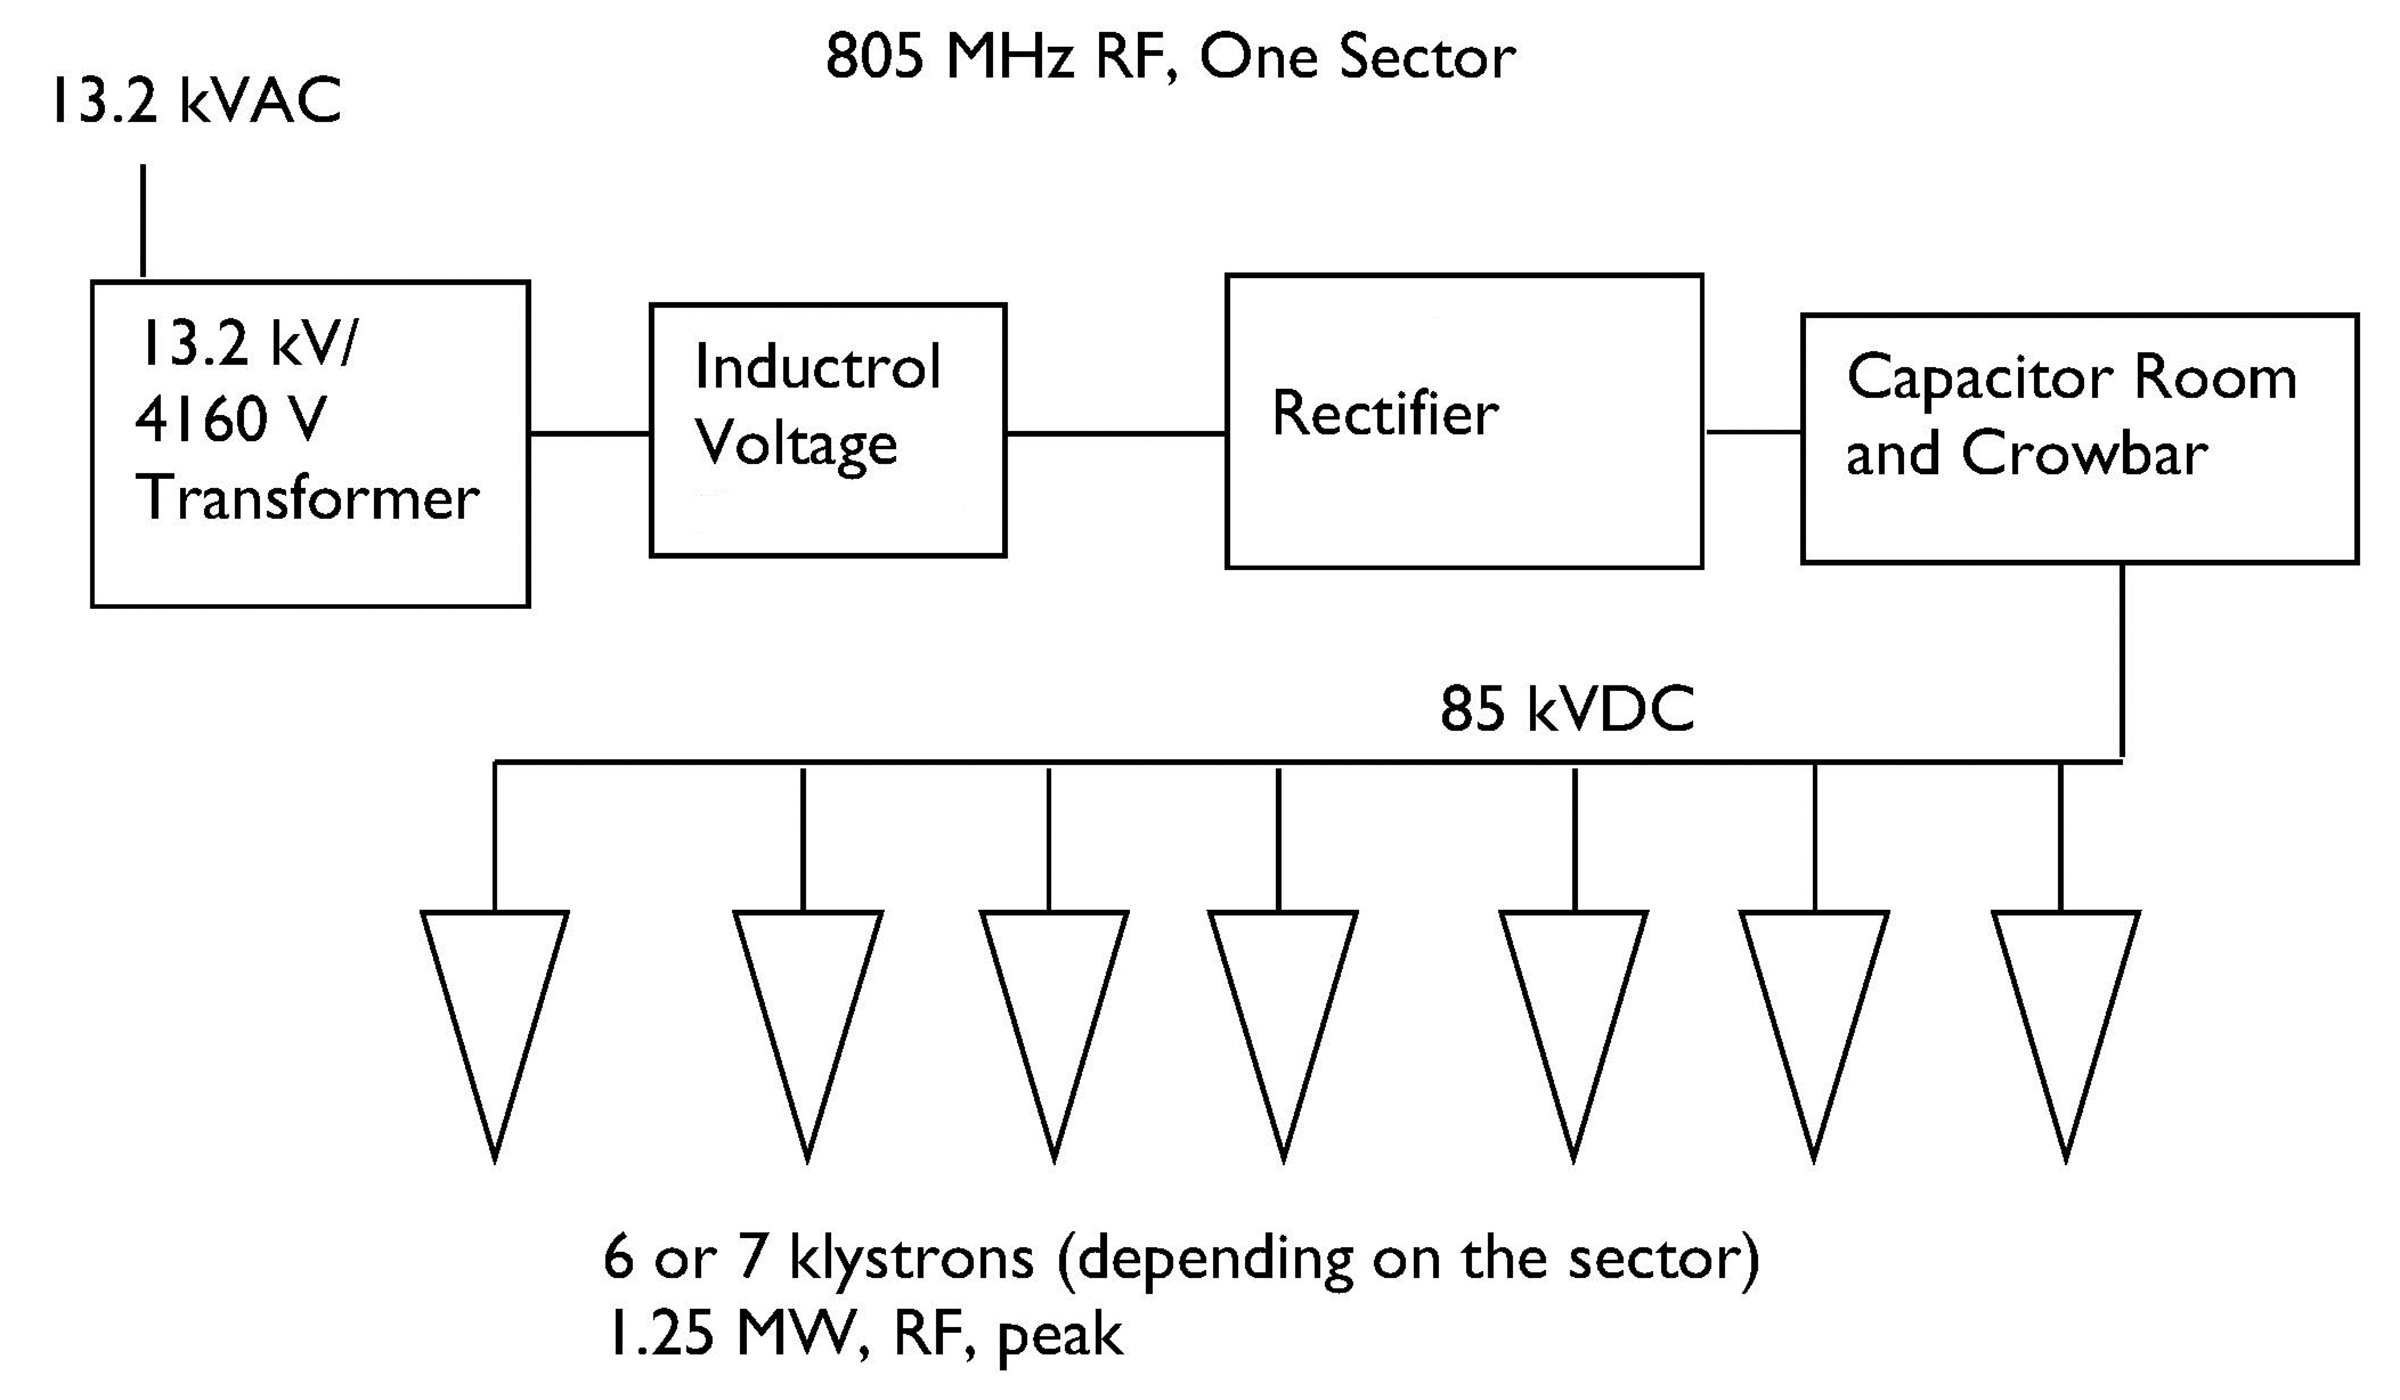 805 MHz RF, One Sector
13.2 kVAC
13.2 kV/
4160 V
Transformer
Inductrol
Voltage
Rectifier
Capacitor Room
and Crowbar
85 kVDC
6 or 7 klystrons (depending on the sector)
1.25 MW, RF, peak